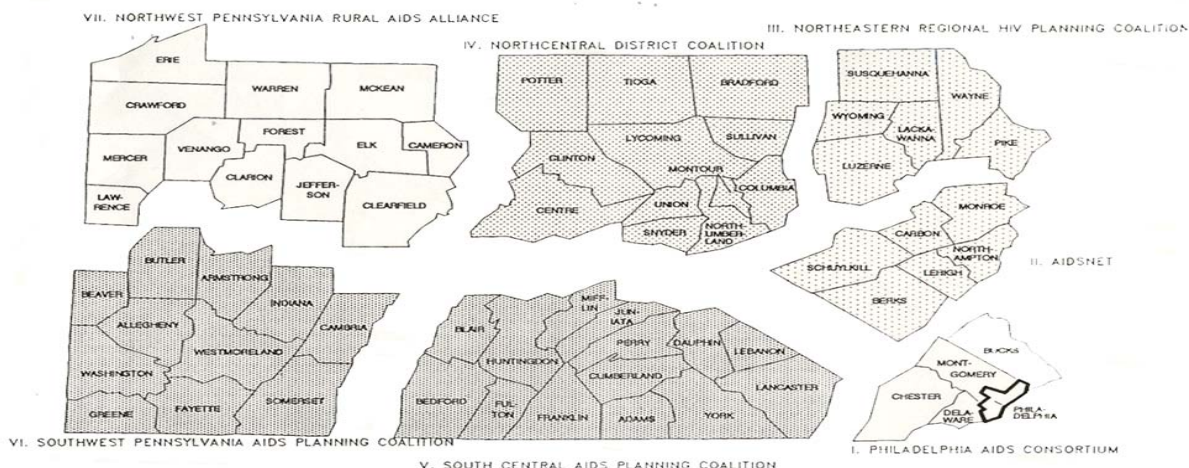 VII. NORTHWEST PENNSYLVANIA RURAL AIDS ALLIANCE
ERIE
CRAWFORD
WARREN
MCKEAN
MERCER
VENANGO
FOREST
ELK
CAMERON
LAW-
RENCE
CLARION
JEFFER-
SON
CLEARFIELD
IV. NORTHCENTRAL DISTRICT COALITION
POTTER
TIOGA
BRADFORD
LYCOMING
SULLIVAN
CLINTON
MONTOUR
COLUMBIA
CENTRE
UNION
SNYDER
NORTH-
UMBER-
LAND
III. NORTHEASTERN REGIONAL HIV PLANNING COALITION
SUSQUEHANNA
WAYNE
WYOMING
LACKA-
WANNA
PIKE
LUZERNE
MONROE
CARBON
NORTH-
AMPTON
SCHUYLKILL
LEHIGH
BERKS
II. AIDSNET
BUTLER
ARMSTRONG
BEAVER
INDIANA
ALLEGHENY
CAMBRIA
WESTMORELAND
WASHINGTON
SOMERSET
GREENE
FAYETTE
VI. SOUTHWEST PENNSYLVANIA AIDS PLANNING COALITION
MIFF-
LIN
BLAIR
JUN-
IATA
PERRY
DAUPHIN
LEBANON
HUNTINGDON
CUMBERLAND
LANCASTER
BEDFORD
FUL-
TON
FRANKLIN
ADAMS
YORK
V. SOUTH CENTRAL AIDS PLANNING COALITION
BUCKS
MONT-
GOMERY
CHESTER
DELA-
WARE
PHILA-
DELPHIA
I. PHILADELPHIA AIDS CONSORTIUM